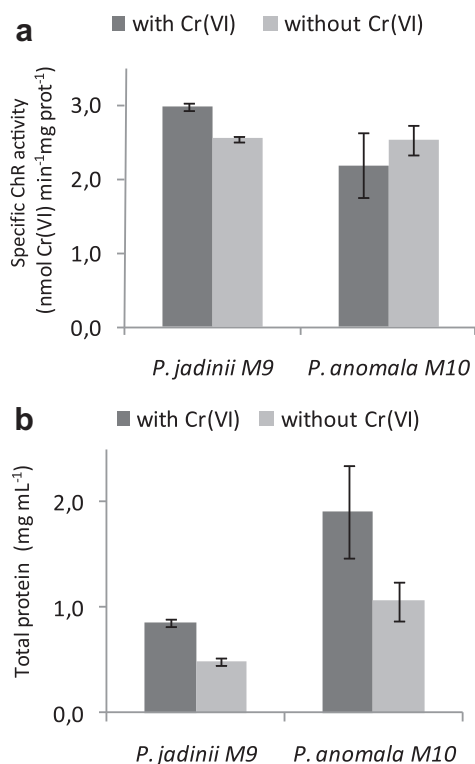 a
with Cr(VI) without Cr(VI)
Specific ChR activity
(nmol Cr(VI) min⁻¹mg prot⁻¹)
3,0
2,0
1,0
0,0
P. jadinii M9 P. anomala M10
b
with Cr(VI) without Cr(VI)
Total protein (mg mL⁻¹)
2,0
1,0
0,0
P. jadinii M9 P. anomala M10